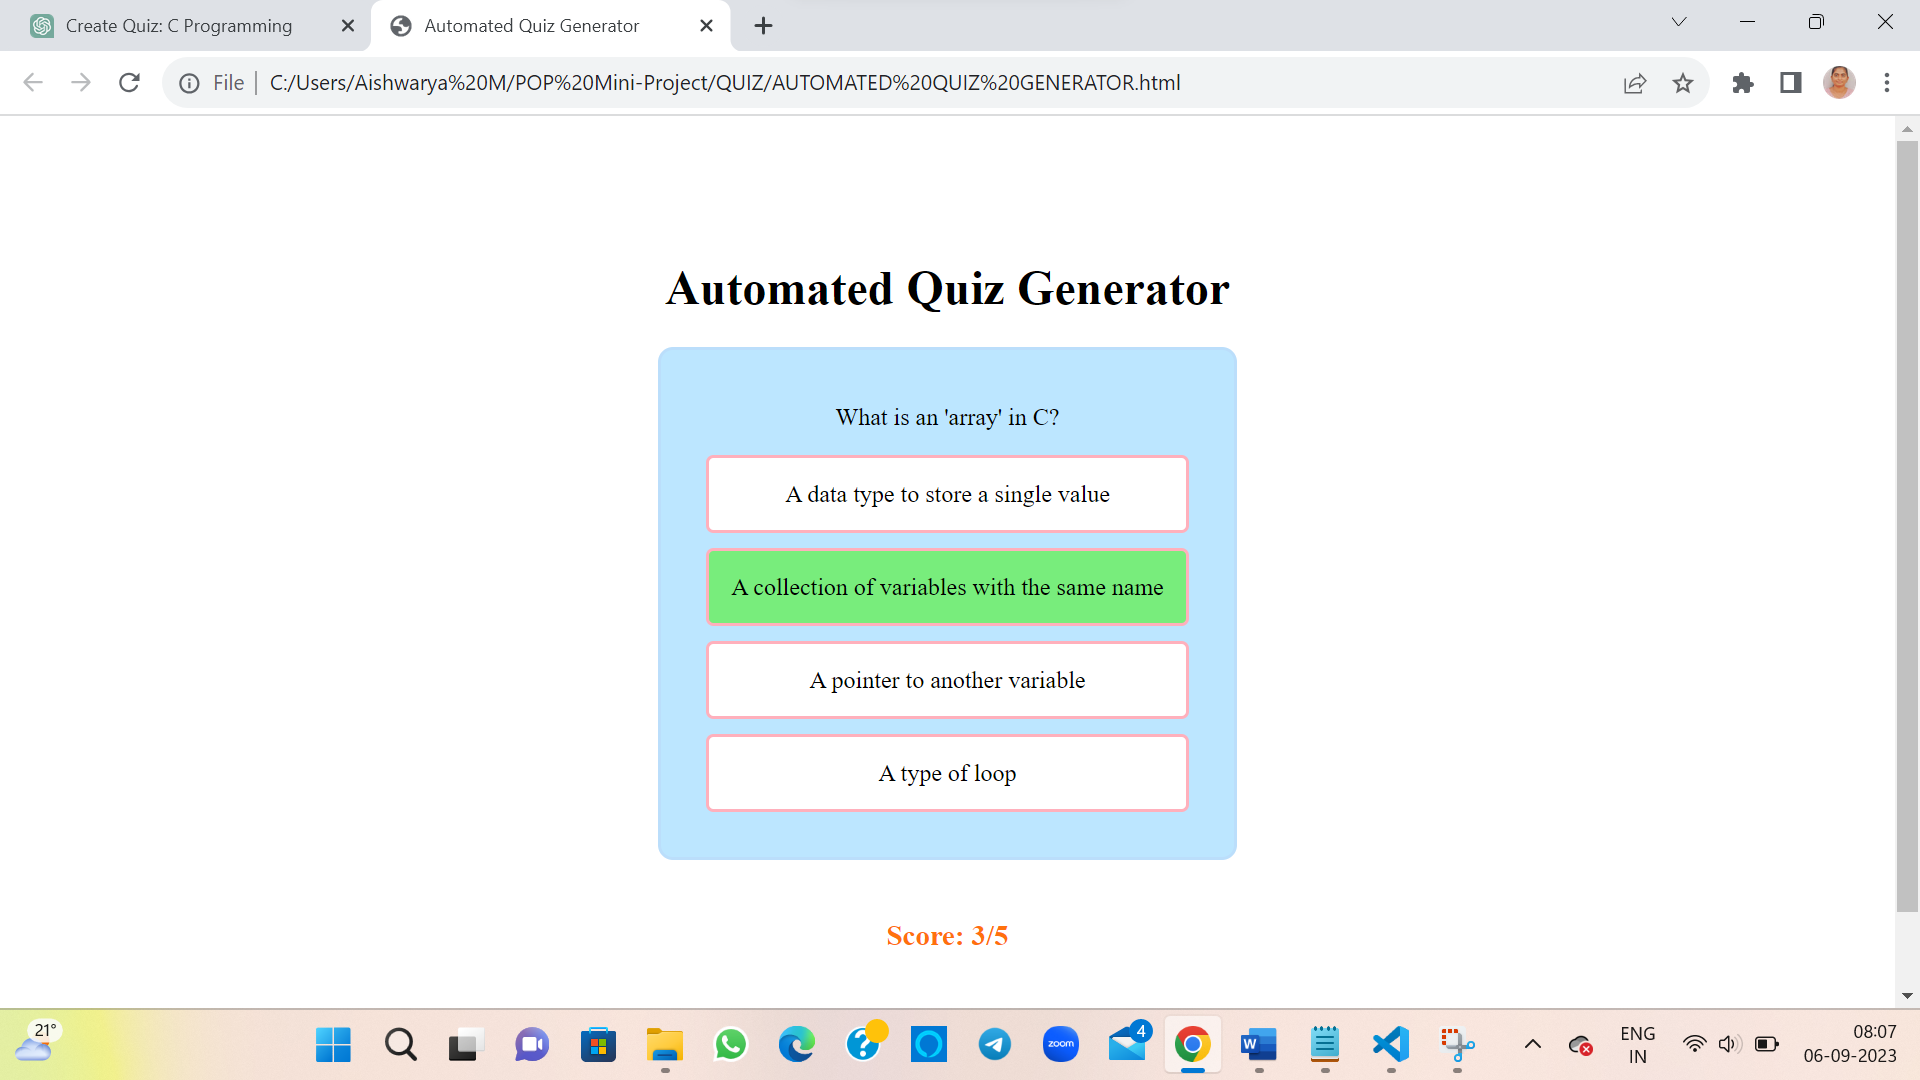 Create Quiz: C Programming
Automated Quiz Generator
File
C:/Users/Aishwarya%20M/POP%20Mini-Project/QUIZ/AUTOMATED%20QUIZ%20GENERATOR.html
Automated Quiz Generator
What is an 'array' in C?
A data type to store a single value
A collection of variables with the same name
A pointer to another variable
A type of loop
Score: 3/5
21°
zoom
4
W
ENG
IN
08:07
06-09-2023